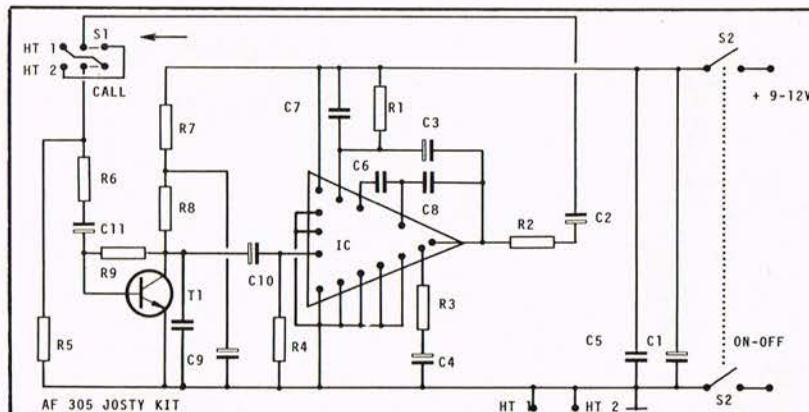 S1
S2
HT 1
HT 2
CALL
+ 9-12V
R7
C7
R1
C3
R6
C6
R8
C8
C2
C11
IC
R2
R9
C10
T1
R3
R5
C9
R4
C4
C5
C1
ON-OFF
AF 305 JOSTY KIT
HT 1
HT 2
S2